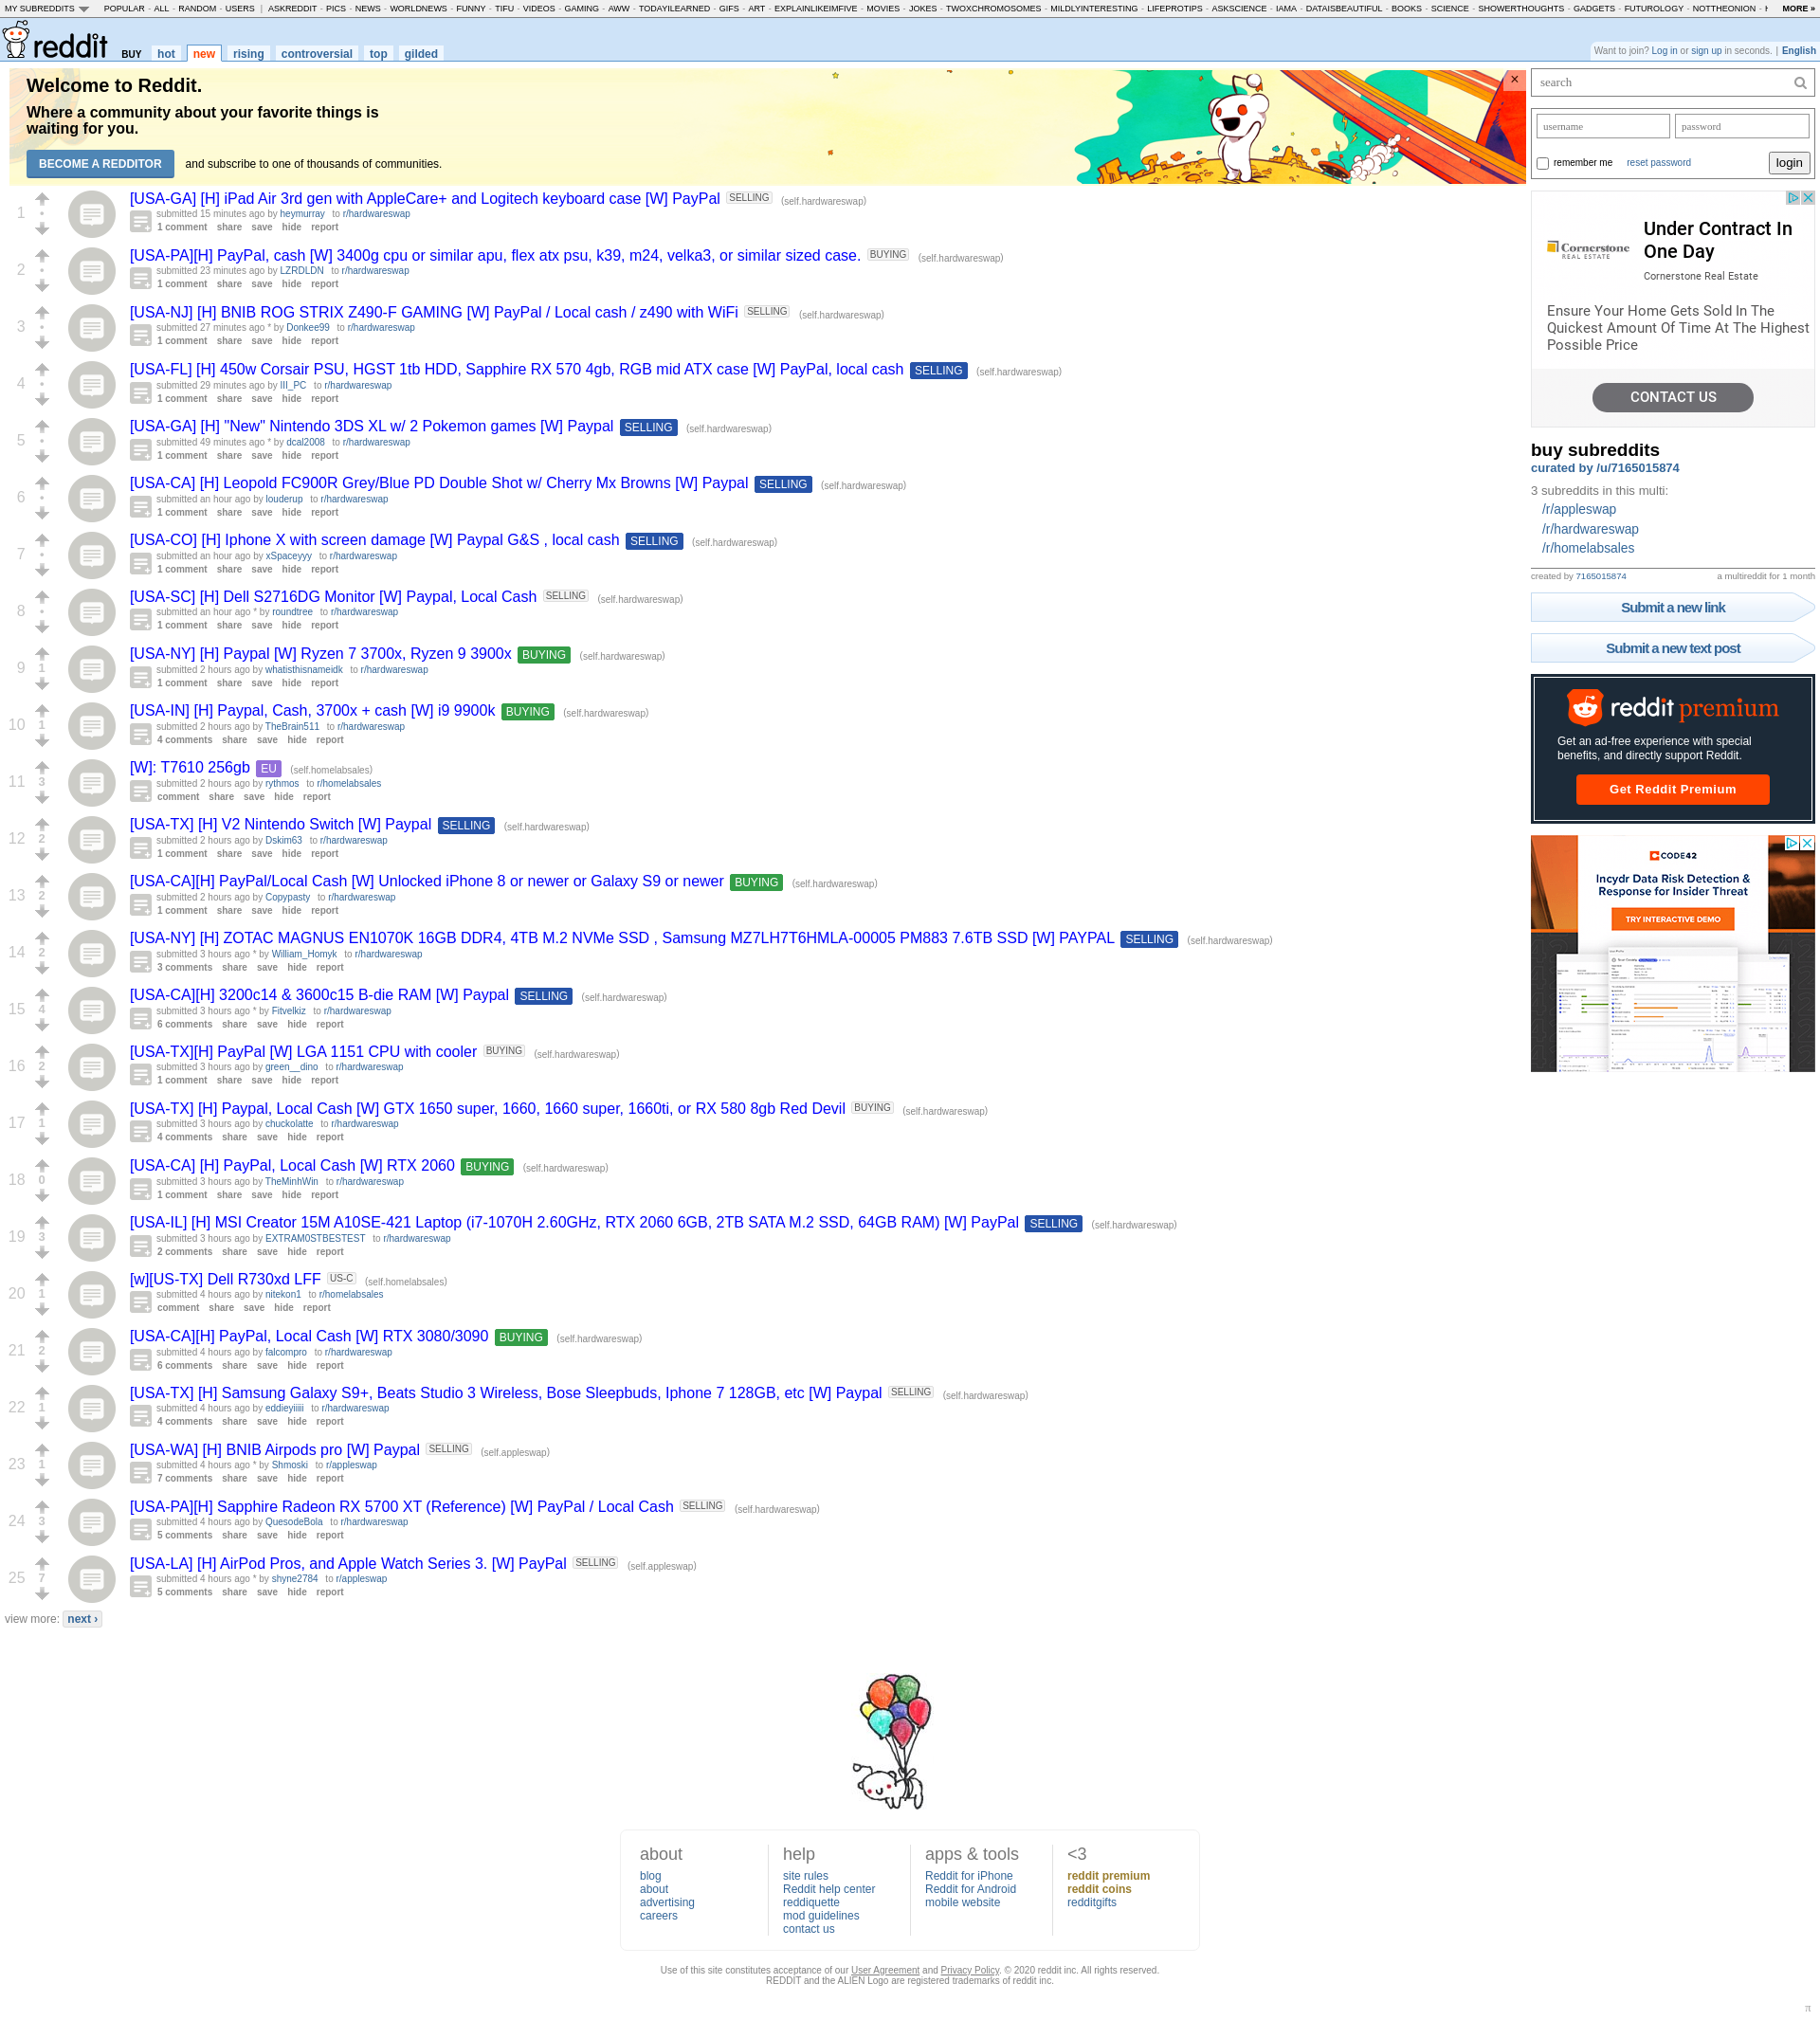 MY SUBREDDITS POPULAR - ALL - RANDOM - USERS | ASKREDDIT - PICS - NEWS - WORLDNEWS - FUNNY - TIFU - VIDEOS - GAMING - AWW - TODAYILEARNED - GIFS - ART - EXPLAINLIKEIMFIVE - MOVIES - JOKES - TWOXCHROMOSOMES - MILDLYINTERESTING - LIFEPROTIPS - ASKSCIENCE - IAMA - DATAISBEAUTIFUL - BOOKS - SCIENCE - SHOWERTHOUGHTS - GADGETS - FUTUROLOGY - NOTTHEONION - MORE »
reddit BUY hot new rising controversial top gilded
Want to join? Log in or sign up in seconds. | English
Welcome to Reddit.
Where a community about your favorite things is
waiting for you.
BECOME A REDDITOR and subscribe to one of thousands of communities.
1
[USA-GA] [H] iPad Air 3rd gen with AppleCare+ and Logitech keyboard case [W] PayPal SELLING (self.hardwareswap)
submitted 15 minutes ago by heymurray to r/hardwareswap
1 comment share save hide report
2
[USA-PA][H] PayPal, cash [W] 3400g cpu or similar apu, flex atx psu, k39, m24, velka3, or similar sized case. BUYING (self.hardwareswap)
submitted 23 minutes ago by LZRDLDN to r/hardwareswap
1 comment share save hide report
3
[USA-NJ] [H] BNIB ROG STRIX Z490-F GAMING [W] PayPal / Local cash / z490 with WiFi SELLING (self.hardwareswap)
submitted 27 minutes ago * by Donkee99 to r/hardwareswap
1 comment share save hide report
4
[USA-FL] [H] 450w Corsair PSU, HGST 1tb HDD, Sapphire RX 570 4gb, RGB mid ATX case [W] PayPal, local cash SELLING (self.hardwareswap)
submitted 29 minutes ago by III_PC to r/hardwareswap
1 comment share save hide report
5
[USA-GA] [H] "New" Nintendo 3DS XL w/ 2 Pokemon games [W] Paypal SELLING (self.hardwareswap)
submitted 49 minutes ago * by dcal2008 to r/hardwareswap
1 comment share save hide report
6
[USA-CA] [H] Leopold FC900R Grey/Blue PD Double Shot w/ Cherry Mx Browns [W] Paypal SELLING (self.hardwareswap)
submitted an hour ago by louderup to r/hardwareswap
1 comment share save hide report
7
[USA-CO] [H] Iphone X with screen damage [W] Paypal G&S , local cash SELLING (self.hardwareswap)
submitted an hour ago by xSpaceyyy to r/hardwareswap
1 comment share save hide report
8
[USA-SC] [H] Dell S2716DG Monitor [W] Paypal, Local Cash SELLING (self.hardwareswap)
submitted an hour ago * by roundtree to r/hardwareswap
1 comment share save hide report
9 1
[USA-NY] [H] Paypal [W] Ryzen 7 3700x, Ryzen 9 3900x BUYING (self.hardwareswap)
submitted 2 hours ago by whatisthisnameidk to r/hardwareswap
1 comment share save hide report
10 1
[USA-IN] [H] Paypal, Cash, 3700x + cash [W] i9 9900k BUYING (self.hardwareswap)
submitted 2 hours ago by TheBrain511 to r/hardwareswap
4 comments share save hide report
11 3
[W]: T7610 256gb EU (self.homelabsales)
submitted 2 hours ago by rythmos to r/homelabsales
comment share save hide report
12 2
[USA-TX] [H] V2 Nintendo Switch [W] Paypal SELLING (self.hardwareswap)
submitted 2 hours ago by Dskim63 to r/hardwareswap
1 comment share save hide report
13 2
[USA-CA][H] PayPal/Local Cash [W] Unlocked iPhone 8 or newer or Galaxy S9 or newer BUYING (self.hardwareswap)
submitted 2 hours ago by Copypasty to r/hardwareswap
1 comment share save hide report
14 2
[USA-NY] [H] ZOTAC MAGNUS EN1070K 16GB DDR4, 4TB M.2 NVMe SSD , Samsung MZ7LH7T6HMLA-00005 PM883 7.6TB SSD [W] PAYPAL SELLING (self.hardwareswap)
submitted 3 hours ago * by William_Homyk to r/hardwareswap
3 comments share save hide report
15 4
[USA-CA][H] 3200c14 & 3600c15 B-die RAM [W] Paypal SELLING (self.hardwareswap)
submitted 3 hours ago * by Fitvelkiz to r/hardwareswap
6 comments share save hide report
16 2
[USA-TX][H] PayPal [W] LGA 1151 CPU with cooler BUYING (self.hardwareswap)
submitted 3 hours ago by green__dino to r/hardwareswap
1 comment share save hide report
17 1
[USA-TX] [H] Paypal, Local Cash [W] GTX 1650 super, 1660, 1660 super, 1660ti, or RX 580 8gb Red Devil BUYING (self.hardwareswap)
submitted 3 hours ago by chuckolatte to r/hardwareswap
4 comments share save hide report
18 0
[USA-CA] [H] PayPal, Local Cash [W] RTX 2060 BUYING (self.hardwareswap)
submitted 3 hours ago by TheMinhWin to r/hardwareswap
1 comment share save hide report
19 3
[USA-IL] [H] MSI Creator 15M A10SE-421 Laptop (i7-1070H 2.60GHz, RTX 2060 6GB, 2TB SATA M.2 SSD, 64GB RAM) [W] PayPal SELLING (self.hardwareswap)
submitted 3 hours ago by EXTRAM0STBESTEST to r/hardwareswap
2 comments share save hide report
20 1
[w][US-TX] Dell R730xd LFF US-C (self.homelabsales)
submitted 4 hours ago by nitekon1 to r/homelabsales
comment share save hide report
21 2
[USA-CA][H] PayPal, Local Cash [W] RTX 3080/3090 BUYING (self.hardwareswap)
submitted 4 hours ago by falcompro to r/hardwareswap
6 comments share save hide report
22 1
[USA-TX] [H] Samsung Galaxy S9+, Beats Studio 3 Wireless, Bose Sleepbuds, Iphone 7 128GB, etc [W] Paypal SELLING (self.hardwareswap)
submitted 4 hours ago by eddieyiiiii to r/hardwareswap
4 comments share save hide report
23 1
[USA-WA] [H] BNIB Airpods pro [W] Paypal SELLING (self.appleswap)
submitted 4 hours ago * by Shmoski to r/appleswap
7 comments share save hide report
24 3
[USA-PA][H] Sapphire Radeon RX 5700 XT (Reference) [W] PayPal / Local Cash SELLING (self.hardwareswap)
submitted 4 hours ago by QuesodeBola to r/hardwareswap
5 comments share save hide report
25 7
[USA-LA] [H] AirPod Pros, and Apple Watch Series 3. [W] PayPal SELLING (self.appleswap)
submitted 4 hours ago * by shyne2784 to r/appleswap
5 comments share save hide report
view more: next ›
search
username password
remember me reset password login
Under Contract In
One Day
Cornerstone
REAL ESTATE
Cornerstone Real Estate
Ensure Your Home Gets Sold In The
Quickest Amount Of Time At The Highest
Possible Price
CONTACT US
buy subreddits
curated by /u/7165015874
3 subreddits in this multi:
/r/appleswap
/r/hardwareswap
/r/homelabsales
created by 7165015874 a multireddit for 1 month
Submit a new link
Submit a new text post
reddit premium
Get an ad-free experience with special
benefits, and directly support Reddit.
Get Reddit Premium
CODE42
Incydr Data Risk Detection &
Response for Insider Threat
TRY INTERACTIVE DEMO
about
blog
about
advertising
careers
help
site rules
Reddit help center
reddiquette
mod guidelines
contact us
apps & tools
Reddit for iPhone
Reddit for Android
mobile website
<3
reddit premium
reddit coins
redditgifts
Use of this site constitutes acceptance of our User Agreement and Privacy Policy. © 2020 reddit inc. All rights reserved.
REDDIT and the ALIEN Logo are registered trademarks of reddit inc.
π